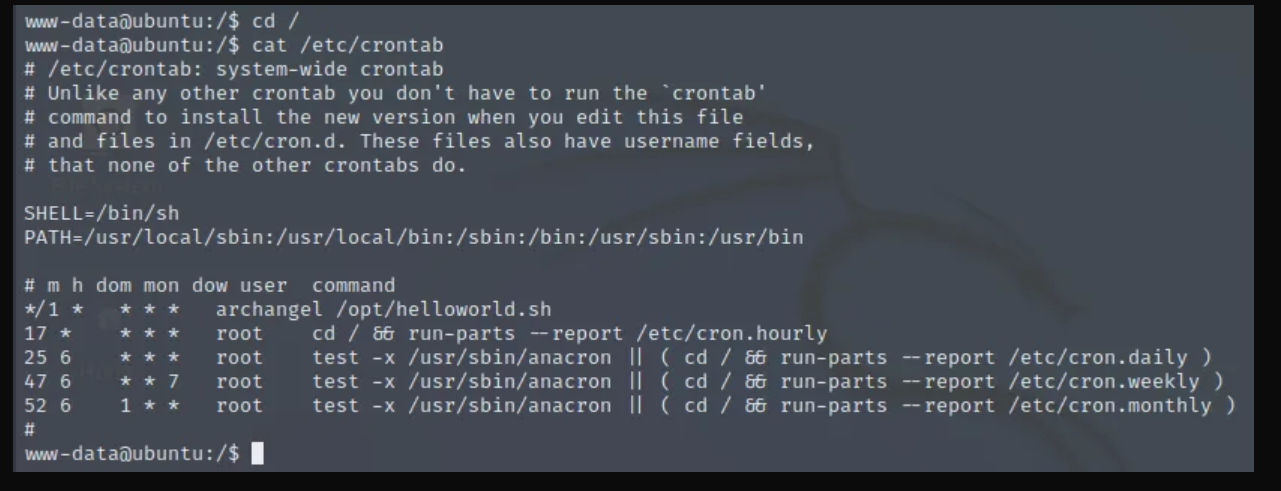 www-data@ubuntu:/$ cd /
www-data@ubuntu:/$ cat /etc/crontab
# /etc/crontab: system-wide crontab
# Unlike any other crontab you don't have to run the `crontab'
# command to install the new version when you edit this file
# and files in /etc/cron.d. These files also have username fields,
# that none of the other crontabs do.

SHELL=/bin/sh
PATH=/usr/local/sbin:/usr/local/bin:/sbin:/bin:/usr/sbin:/usr/bin

# m h dom mon dow user  command
*/1 *   * * *   archangel /opt/helloworld.sh
17 *    * * *   root    cd / && run-parts --report /etc/cron.hourly
25 6    * * *   root    test -x /usr/sbin/anacron || ( cd / && run-parts --report /etc/cron.daily )
47 6    * * 7   root    test -x /usr/sbin/anacron || ( cd / && run-parts --report /etc/cron.weekly )
52 6    1 * *   root    test -x /usr/sbin/anacron || ( cd / && run-parts --report /etc/cron.monthly )
#
www-data@ubuntu:/$